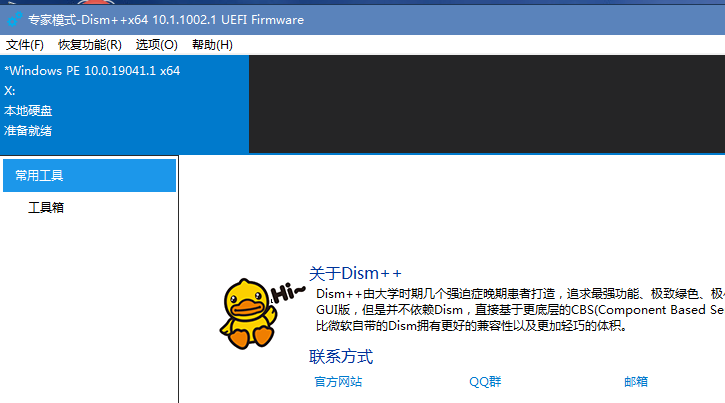 专家模式-Dism++x64 10.1.1002.1 UEFI Firmware
文件(F) 恢复功能(R) 选项(O) 帮助(H)
*Windows PE 10.0.19041.1 x64
X:
本地硬盘
准备就绪
常用工具
工具箱
Hi~
关于Dism++
Dism++由大学时期几个强迫症晚期患者打造，追求最强功能、极致绿色、极
GUI版，但是并不依赖Dism，直接基于更底层的CBS(Component Based Se
比微软自带的Dism拥有更好的兼容性以及更加轻巧的体积。
联系方式
官方网站 QQ群 邮箱